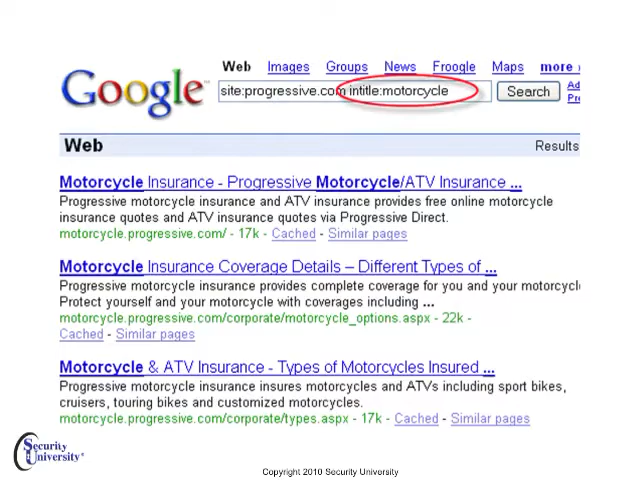 Web Images Groups News Froogle Maps more
Google™
site:progressive.com intitle:motorcycle Search
Web Results
Motorcycle Insurance - Progressive Motorcycle/ATV Insurance ...
Progressive motorcycle insurance and ATV insurance provides free online motorcycle
insurance quotes and ATV insurance quotes via Progressive Direct.
motorcycle.progressive.com/ - 17k - Cached - Similar pages
Motorcycle Insurance Coverage Details – Different Types of ...
Progressive motorcycle insurance provides complete coverage for you and your motorcycl
Protect yourself and your motorcycle with coverages including ...
motorcycle.progressive.com/corporate/motorcycle_options.aspx - 22k -
Cached - Similar pages
Motorcycle & ATV Insurance - Types of Motorcycles Insured ...
Progressive motorcycle insurance insures motorcycles and ATVs including sport bikes,
cruisers, touring bikes and customized motorcycles.
motorcycle.progressive.com/corporate/types.aspx - 17k - Cached - Similar pages
Security
University
Copyright 2010 Security University